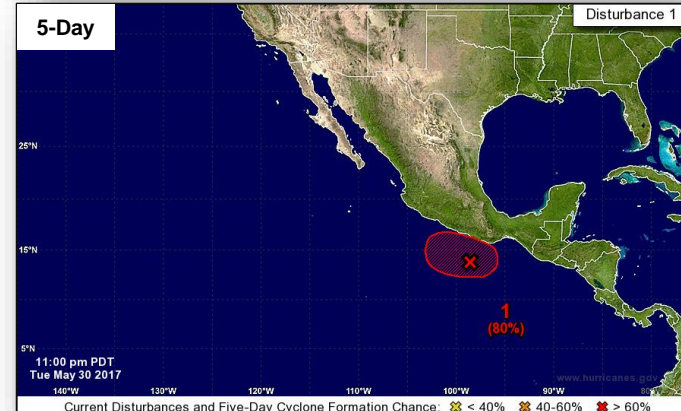 5-Day
Disturbance 1
25°N
15°N
1
(80%)
5°N
11:00 pm PDT
Tue May 30 2017
www.hurricanes.gov
140°W 130°W 120°W 110°W 100°W 90°W
Current Disturbances and Five-Day Cyclone Formation Chance: < 40% 40-60% > 60%